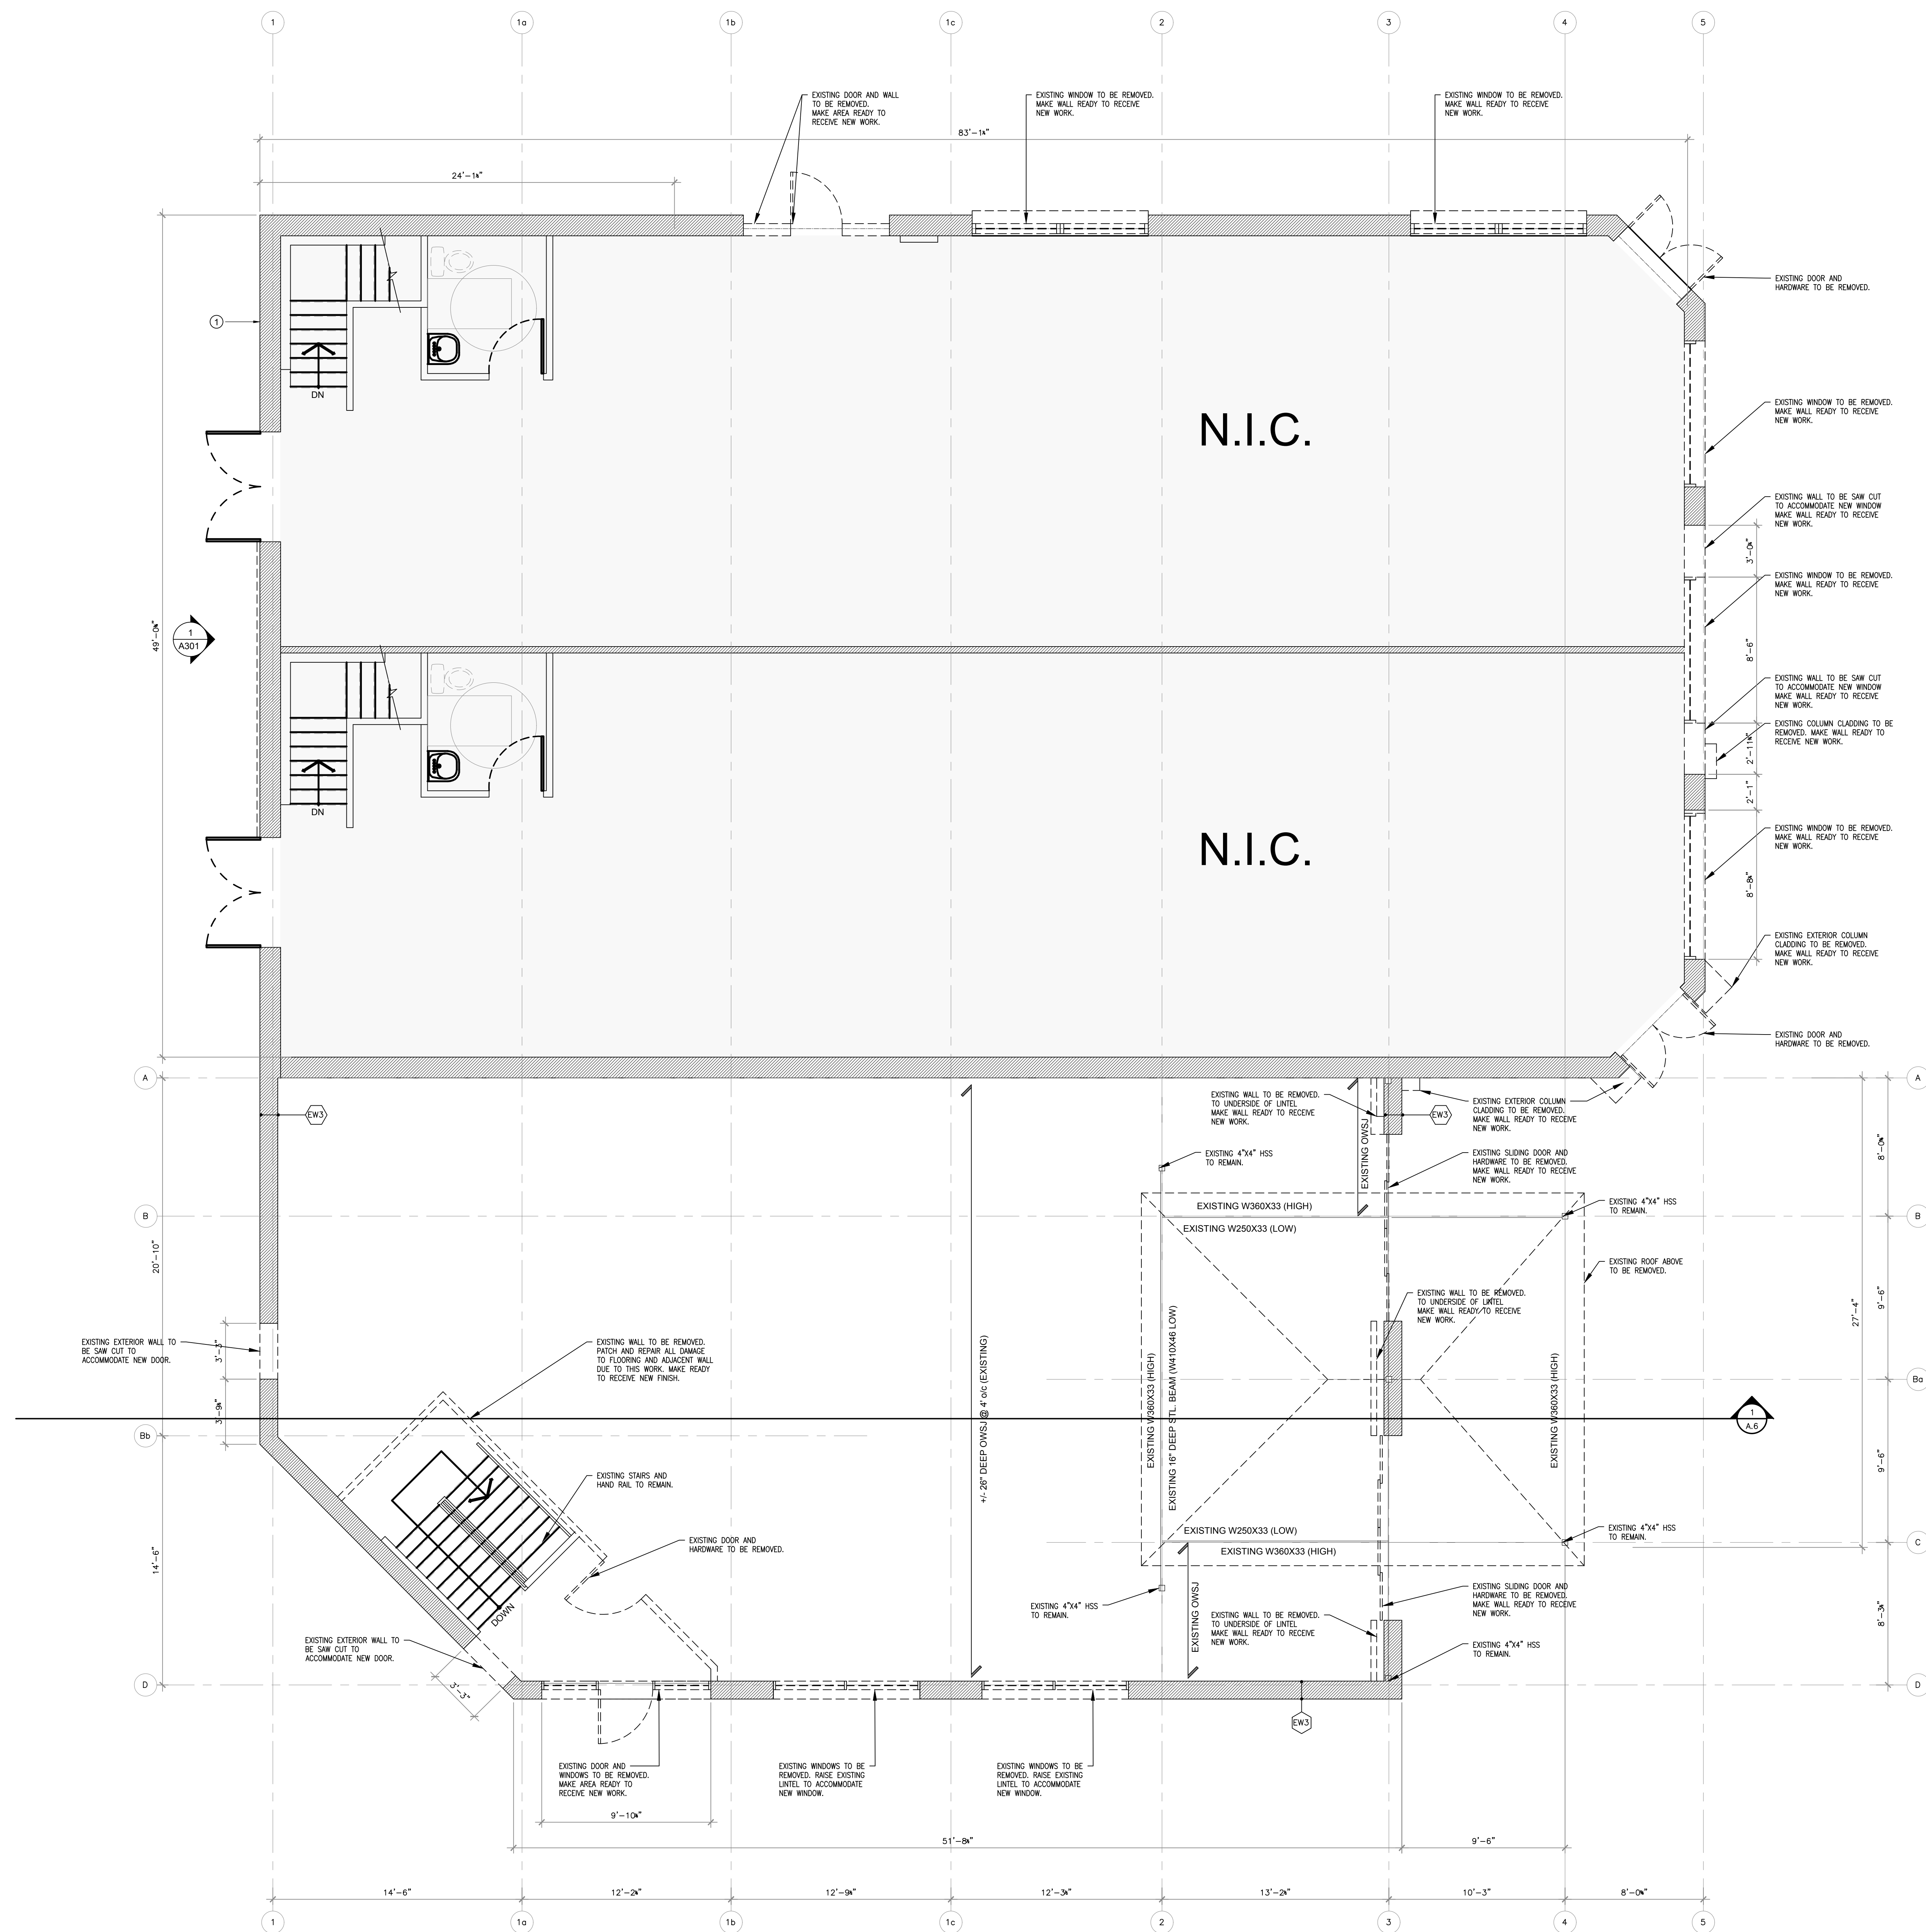 1
1a
1b
1c
2
3
4
5
EXISTING DOOR AND WALL
TO BE REMOVED.
MAKE AREA READY TO
RECEIVE NEW WORK.
EXISTING WINDOW TO BE REMOVED.
MAKE WALL READY TO RECEIVE
NEW WORK.
EXISTING WINDOW TO BE REMOVED.
MAKE WALL READY TO RECEIVE
NEW WORK.
EXISTING DOOR AND
HARDWARE TO BE REMOVED.
1
DN
N.I.C.
EXISTING WINDOW TO BE REMOVED.
MAKE WALL READY TO RECEIVE
NEW WORK.
EXISTING WALL TO BE SAW CUT
TO ACCOMMODATE NEW WINDOW
MAKE WALL READY TO RECEIVE
NEW WORK.
EXISTING WINDOW TO BE REMOVED.
MAKE WALL READY TO RECEIVE
NEW WORK.
8'-6"
1
A301
EXISTING WALL TO BE SAW CUT
TO ACCOMMODATE NEW WINDOW
MAKE WALL READY TO RECEIVE
NEW WORK.
EXISTING COLUMN CLADDING TO BE
REMOVED. MAKE WALL READY TO
RECEIVE NEW WORK.
2'-1"
DN
N.I.C.
EXISTING WINDOW TO BE REMOVED.
MAKE WALL READY TO RECEIVE
NEW WORK.
EXISTING EXTERIOR COLUMN
CLADDING TO BE REMOVED.
MAKE WALL READY TO RECEIVE
NEW WORK.
EXISTING DOOR AND
HARDWARE TO BE REMOVED.
A
A
EW3
EXISTING WALL TO BE REMOVED.
TO UNDERSIDE OF LINTEL
MAKE WALL READY TO RECEIVE
NEW WORK.
EXISTING OWSJ
EW3
EXISTING EXTERIOR COLUMN
CLADDING TO BE REMOVED.
MAKE WALL READY TO RECEIVE
NEW WORK.
EXISTING 4"X4" HSS
TO REMAIN.
EXISTING SLIDING DOOR AND
HARDWARE TO BE REMOVED.
MAKE WALL READY TO RECEIVE
NEW WORK.
EXISTING 4"X4" HSS
TO REMAIN.
B
EXISTING W360X33 (HIGH)
EXISTING W250X33 (LOW)
B
20'-10"
EXISTING ROOF ABOVE
TO BE REMOVED.
9'-6"
27'-4"
EXISTING WALL TO BE REMOVED.
TO UNDERSIDE OF LINTEL
MAKE WALL READY TO RECEIVE
NEW WORK.
EXISTING EXTERIOR WALL TO
BE SAW CUT TO
ACCOMMODATE NEW DOOR.
3'-3"
EXISTING WALL TO BE REMOVED.
PATCH AND REPAIR ALL DAMAGE
TO FLOORING AND ADJACENT WALL
DUE TO THIS WORK. MAKE READY
TO RECEIVE NEW FINISH.
+/- 26" DEEP OWSJ @ 4' o/c (EXISTING)
EXISTING W360X33 (HIGH)
EXISTING 16" DEEP STL. BEAM (W410X46 LOW)
EXISTING W360X33 (HIGH)
Ba
1
A.6
Bb
9'-6"
EXISTING STAIRS AND
HAND RAIL TO REMAIN.
EXISTING DOOR AND
HARDWARE TO BE REMOVED.
EXISTING W250X33 (LOW)
EXISTING W360X33 (HIGH)
EXISTING 4"X4" HSS
TO REMAIN.
C
14'-6"
DOWN
EXISTING 4"X4" HSS
TO REMAIN.
EXISTING OWSJ
EXISTING WALL TO BE REMOVED.
TO UNDERSIDE OF LINTEL
MAKE WALL READY TO RECEIVE
NEW WORK.
EXISTING SLIDING DOOR AND
HARDWARE TO BE REMOVED.
MAKE WALL READY TO RECEIVE
NEW WORK.
EXISTING 4"X4" HSS
TO REMAIN.
EXISTING EXTERIOR WALL TO
BE SAW CUT TO
ACCOMMODATE NEW DOOR.
3'-3"
D
D
EW3
EXISTING DOOR AND
WINDOWS TO BE REMOVED.
MAKE AREA READY TO
RECEIVE NEW WORK.
EXISTING WINDOWS TO BE
REMOVED. RAISE EXISTING
LINTEL TO ACCOMMODATE
NEW WINDOW.
EXISTING WINDOWS TO BE
REMOVED. RAISE EXISTING
LINTEL TO ACCOMMODATE
NEW WINDOW.
9'-6"
14'-6"
10'-3"
1
1a
1b
1c
2
3
4
5